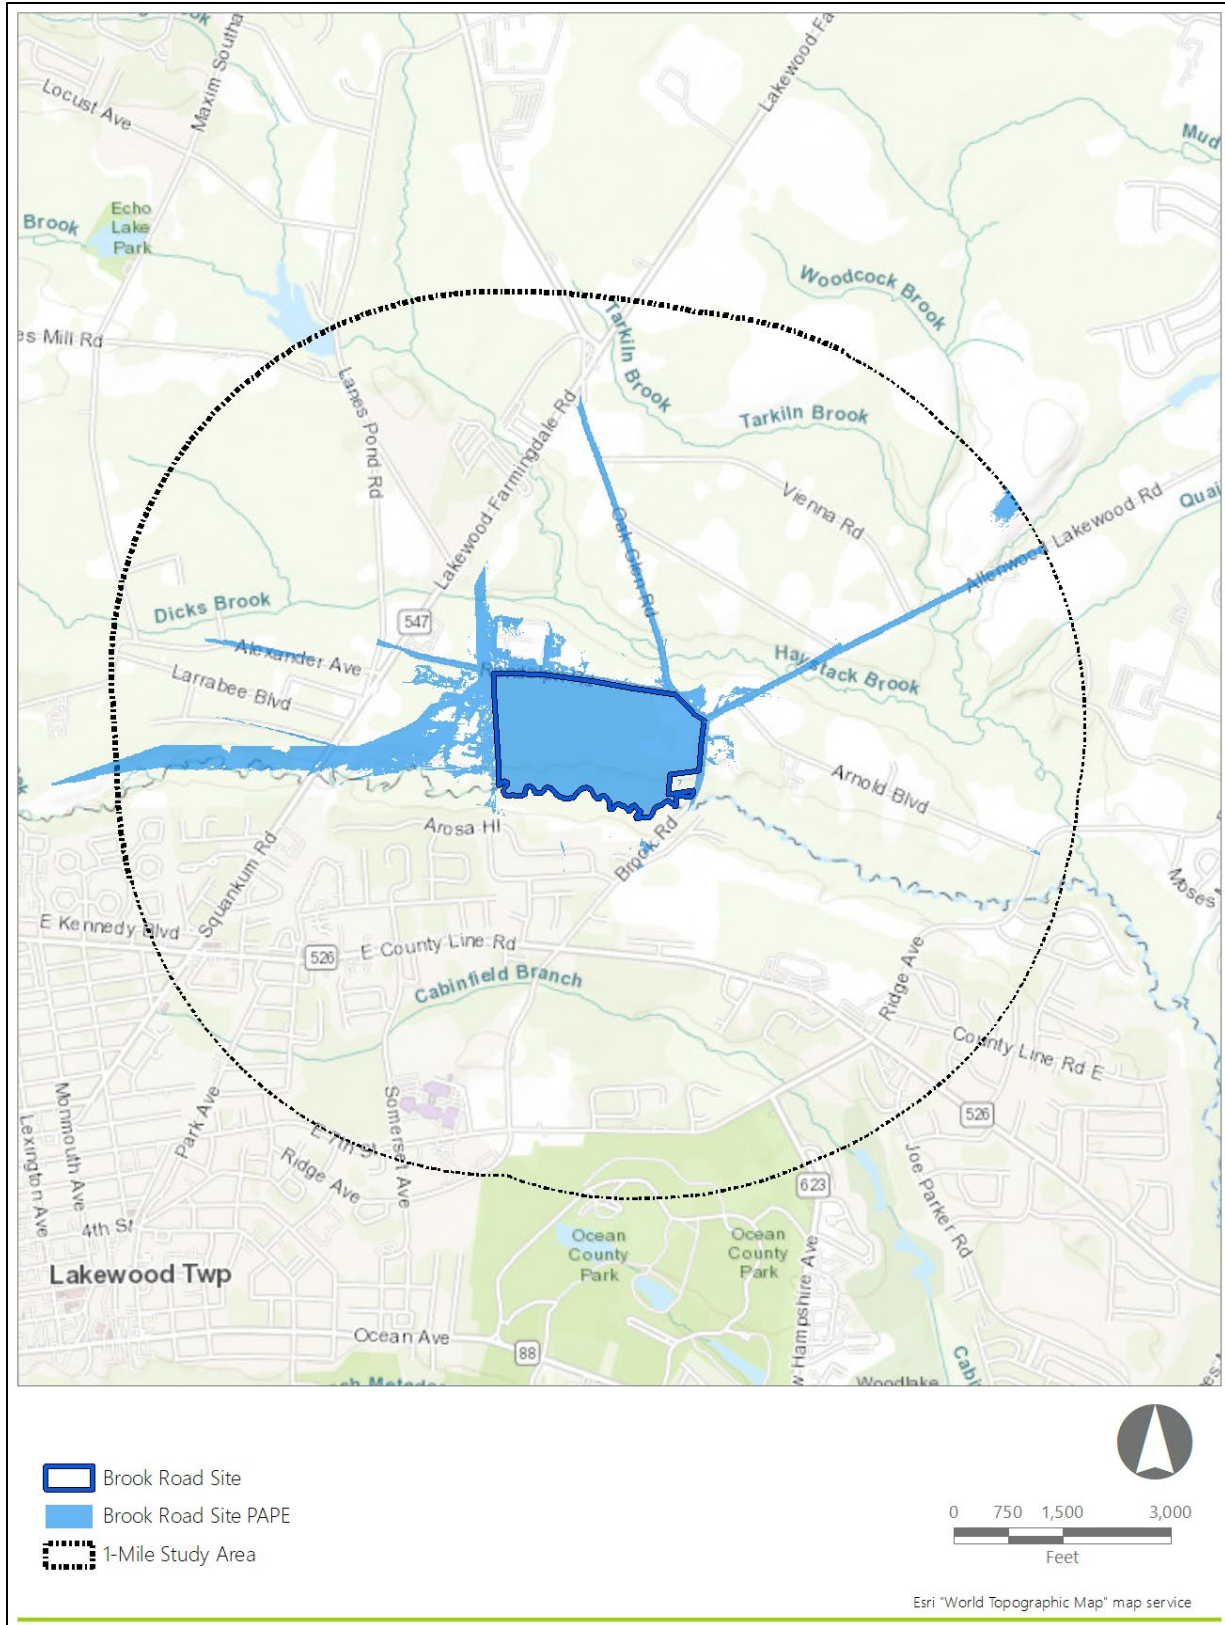 Locust Ave
Maxim Southa
Lakewood-Fa
Mud
Echo
Lake
Park
Brook
Woodcock Brook
es Mill Rd
Tarkiln Brook
Lanes Pond Rd
Lakewood-Farmingdale-Rd
Tarkiln Brook
Vienna Rd
Quai
Oak Glen Rd
Allenwood Lakewood Rd
Dicks Brook
547
Alexander Ave
Larrabee Blvd
Haystack Brook
Arnold Blvd
Arosa Hl
Brook Rd
Squankum Rd
Moses
E Kennedy Blvd
526
E County Line Rd
Cabinfield Branch
Ridge Ave
County Line Rd E
526
Monmouth Ave
Lexington Ave
Park Ave
E 7th St
Somerset Ave
Ridge Ave
4th St
623
Joe Parker Rd
Ocean
County
Park
Ocean
County
Park
Lakewood Twp
w Hampshire Ave
Ocean Ave
88
Woodlake
Cabi
Brook Road Site
Brook Road Site PAPE
1-Mile Study Area
0 750 1,500 3,000
Feet
Esri "World Topographic Map" map service